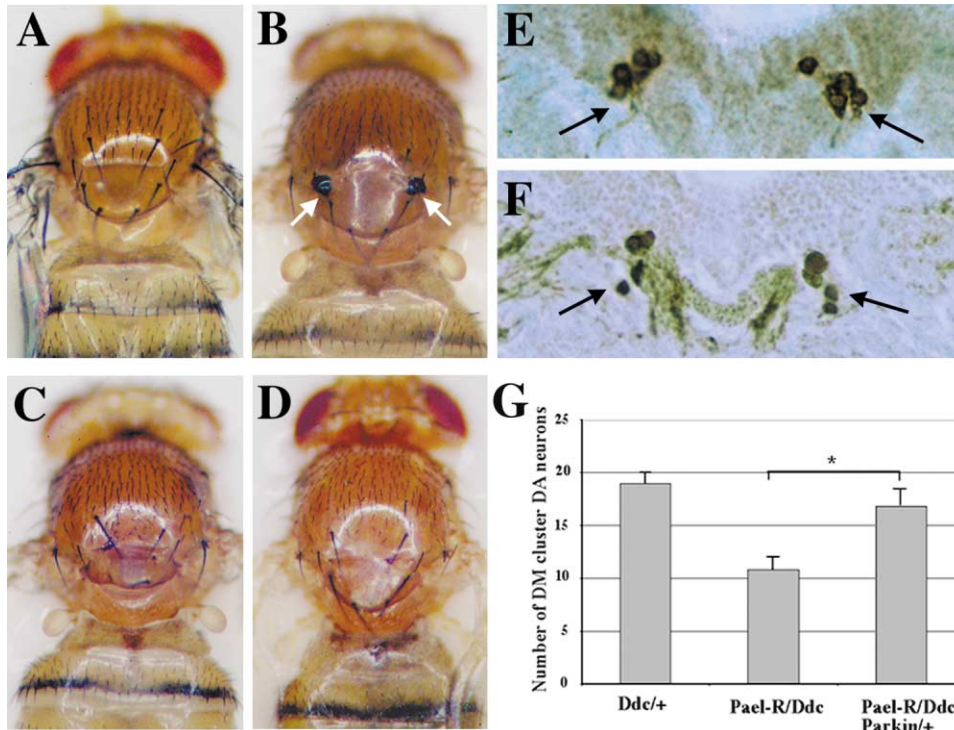 A
B
E
F
C
D
G
Number of DM cluster DA neurons
25
20
15
10
5
0
*
Ddc/+
Pael-R/Ddc
Pael-R/Ddc
Parkin/+